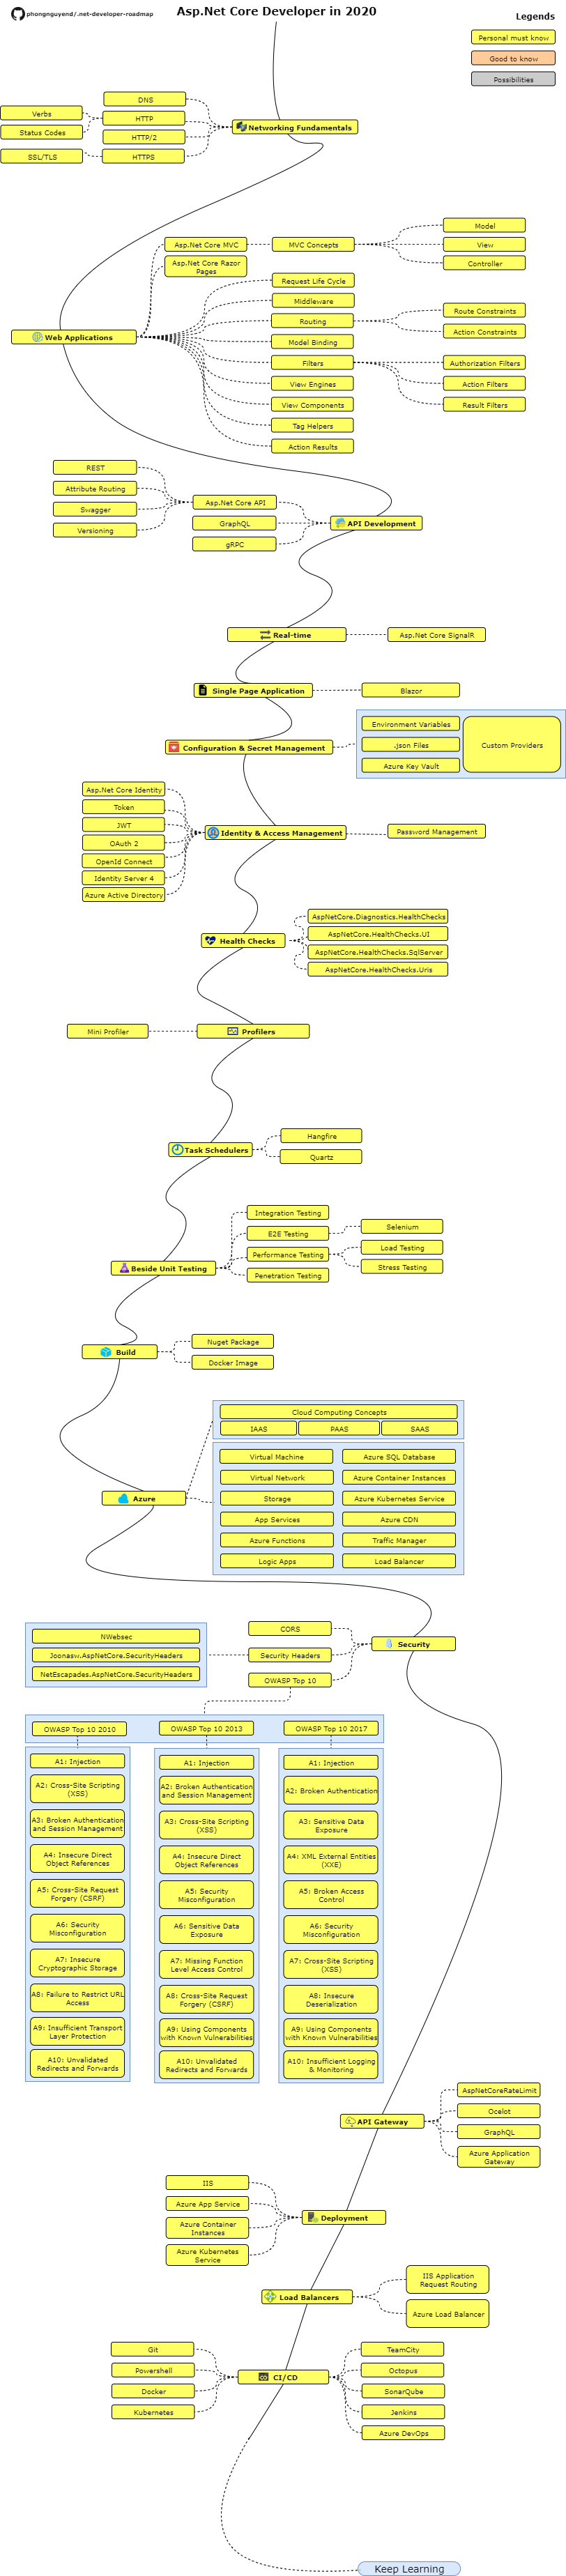 phongnguyend/.net-developer-roadmap
Asp.Net Core Developer in 2020
Legends
Personal must know
Good to know
Possibilities
DNS
Verbs
HTTP
Status Codes
HTTP/2
SSL/TLS
HTTPS
Networking Fundamentals
Model
Asp.Net Core MVC
MVC Concepts
View
Controller
Asp.Net Core Razor
Pages
Request Life Cycle
Middleware
Routing
Route Constraints
Action Constraints
Web Applications
Model Binding
Filters
Authorization Filters
View Engines
Action Filters
View Components
Result Filters
Tag Helpers
Action Results
REST
Attribute Routing
Swagger
Versioning
Asp.Net Core API
GraphQL
gRPC
API Development
Real-time
Asp.Net Core SignalR
Single Page Application
Blazor
Configuration & Secret Management
Environment Variables
.json Files
Azure Key Vault
Custom Providers
Asp.Net Core Identity
Token
JWT
OAuth 2
OpenId Connect
Identity Server 4
Azure Active Directory
Identity & Access Management
Password Management
Health Checks
AspNetCore.Diagnostics.HealthChecks
AspNetCore.HealthChecks.UI
AspNetCore.HealthChecks.SqlServer
AspNetCore.HealthChecks.Uris
Mini Profiler
Profilers
Task Schedulers
Hangfire
Quartz
Beside Unit Testing
Integration Testing
E2E Testing
Selenium
Performance Testing
Load Testing
Stress Testing
Penetration Testing
Build
Nuget Package
Docker Image
Azure
Cloud Computing Concepts
IAAS
PAAS
SAAS
Virtual Machine
Azure SQL Database
Virtual Network
Azure Container Instances
Storage
Azure Kubernetes Service
App Services
Azure CDN
Azure Functions
Traffic Manager
Logic Apps
Load Balancer
Security
CORS
Security Headers
OWASP Top 10
NWebsec
Joonasw.AspNetCore.SecurityHeaders
NetEscapades.AspNetCore.SecurityHeaders
OWASP Top 10 2010
A1: Injection
A2: Cross-Site Scripting
(XSS)
A3: Broken Authentication
and Session Management
A4: Insecure Direct
Object References
A5: Cross-Site Request
Forgery (CSRF)
A6: Security
Misconfiguration
A7: Insecure
Cryptographic Storage
A8: Failure to Restrict URL
Access
A9: Insufficient Transport
Layer Protection
A10: Unvalidated
Redirects and Forwards
OWASP Top 10 2013
A1: Injection
A2: Broken Authentication
and Session Management
A3: Cross-Site Scripting
(XSS)
A4: Insecure Direct
Object References
A5: Security
Misconfiguration
A6: Sensitive Data
Exposure
A7: Missing Function
Level Access Control
A8: Cross-Site Request
Forgery (CSRF)
A9: Using Components
with Known Vulnerabilities
A10: Unvalidated
Redirects and Forwards
OWASP Top 10 2017
A1: Injection
A2: Broken Authentication
A3: Sensitive Data
Exposure
A4: XML External Entities
(XXE)
A5: Broken Access
Control
A6: Security
Misconfiguration
A7: Cross-Site Scripting
(XSS)
A8: Insecure
Deserialization
A9: Using Components
with Known Vulnerabilities
A10: Insufficient Logging
& Monitoring
API Gateway
AspNetCoreRateLimit
Ocelot
GraphQL
Azure Application
Gateway
IIS
Azure App Service
Azure Container
Instances
Azure Kubernetes
Service
Deployment
Load Balancers
IIS Application
Request Routing
Azure Load Balancer
Git
Powershell
Docker
Kubernetes
CI/CD
TeamCity
Octopus
SonarQube
Jenkins
Azure DevOps
Keep Learning